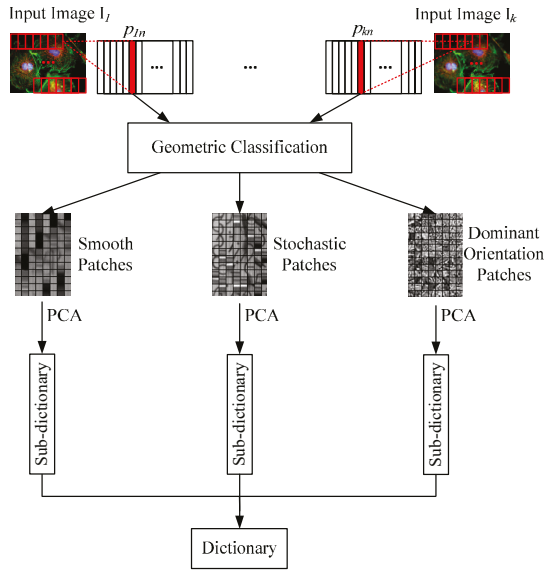 Input Image I1
p1n
pkn
Input Image Ik
...
...
...
...
...
Geometric Classification
Smooth
Patches
Stochastic
Patches
Dominant
Orientation
Patches
PCA
PCA
PCA
Sub-dictionary
Sub-dictionary
Sub-dictionary
Dictionary